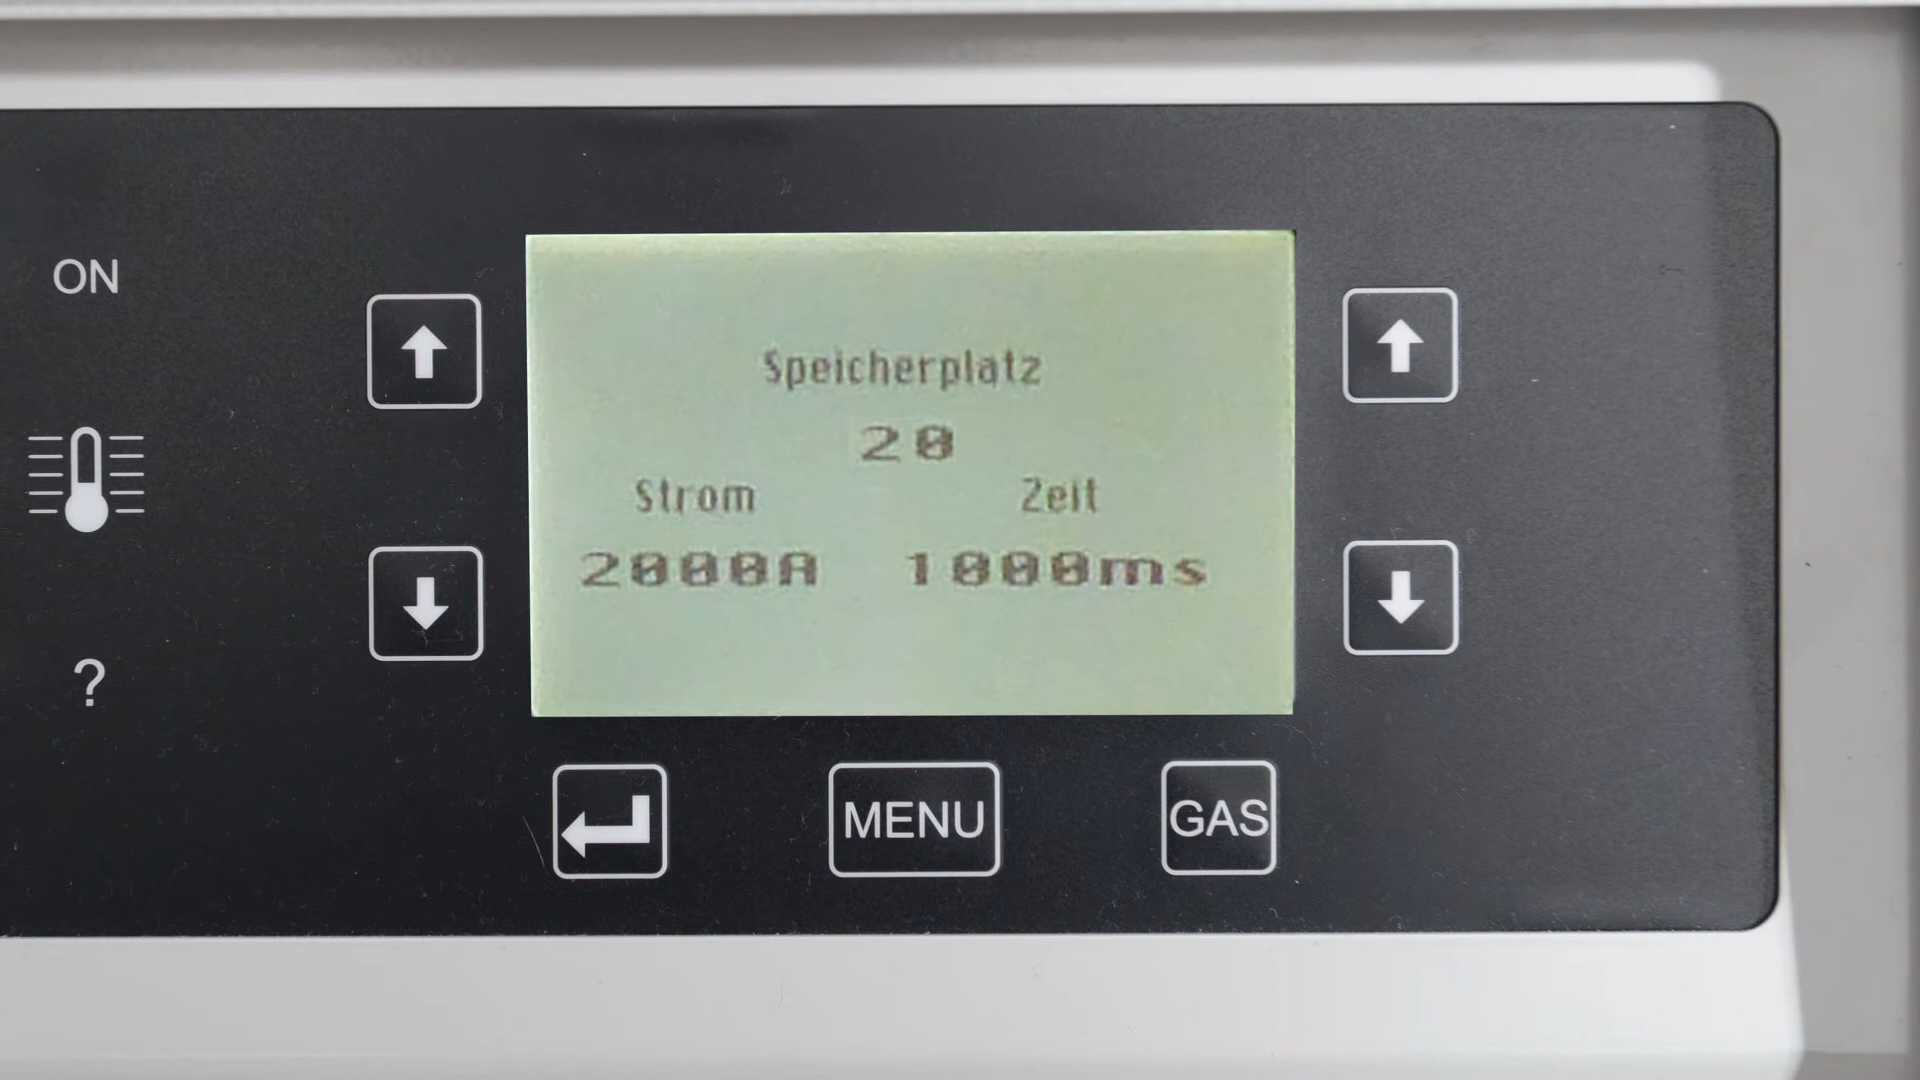 ON
Speicherplatz
20
Strom Zeit
2000A 1000ms
?
MENU
GAS